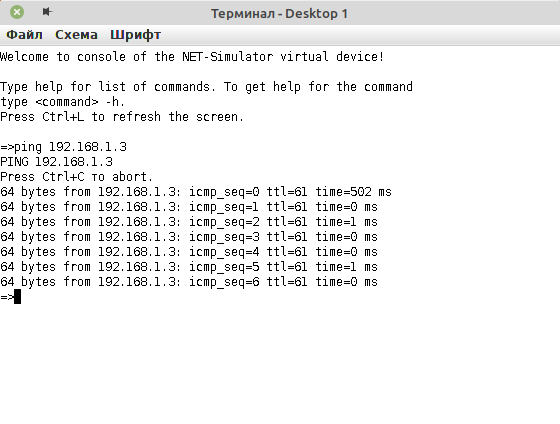 Терминал - Desktop 1
Файл Схема Шрифт
Welcome to console of the NET-Simulator virtual device!
Type help for list of commands. To get help for the command
type <command> -h.
Press Ctrl+L to refresh the screen.
=>ping 192.168.1.3
PING 192.168.1.3
Press Ctrl+C то abort.
64 bytes from 192.168.1.3: icmp_seq=0 ttl=61 time=502 ms
64 bytes from 192.168.1.3: icmp_seq=1 ttl=61 time=0 ms
64 bytes from 192.168.1.3: icmp_seq=2 ttl=61 time=1 ms
64 bytes from 192.168.1.3: icmp_seq=3 ttl=61 time=0 ms
64 bytes from 192.168.1.3: icmp_seq=4 ttl=61 time=0 ms
64 bytes from 192.168.1.3: icmp_seq=5 ttl=61 time=1 ms
64 bytes from 192.168.1.3: icmp_seq=6 ttl=61 time=0 ms
=>